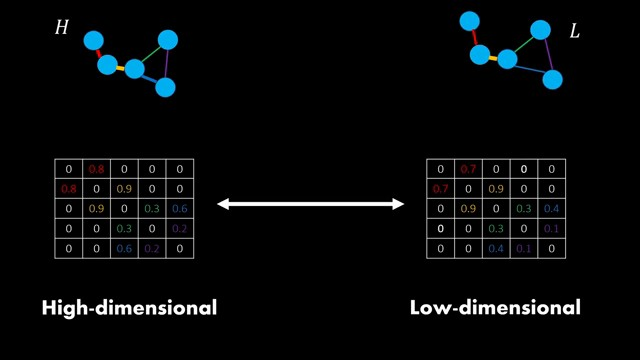 H
L
0 0.8 0 0 0
0.8 0 0.9 0 0
0 0.9 0 0.3 0.6
0 0 0.3 0 0.2
0 0 0.6 0.2 0
0 0.7 0 0 0
0.7 0 0.9 0 0
0 0.9 0 0.3 0.4
0 0 0.3 0 0.1
0 0 0.4 0.1 0
High-dimensional
Low-dimensional